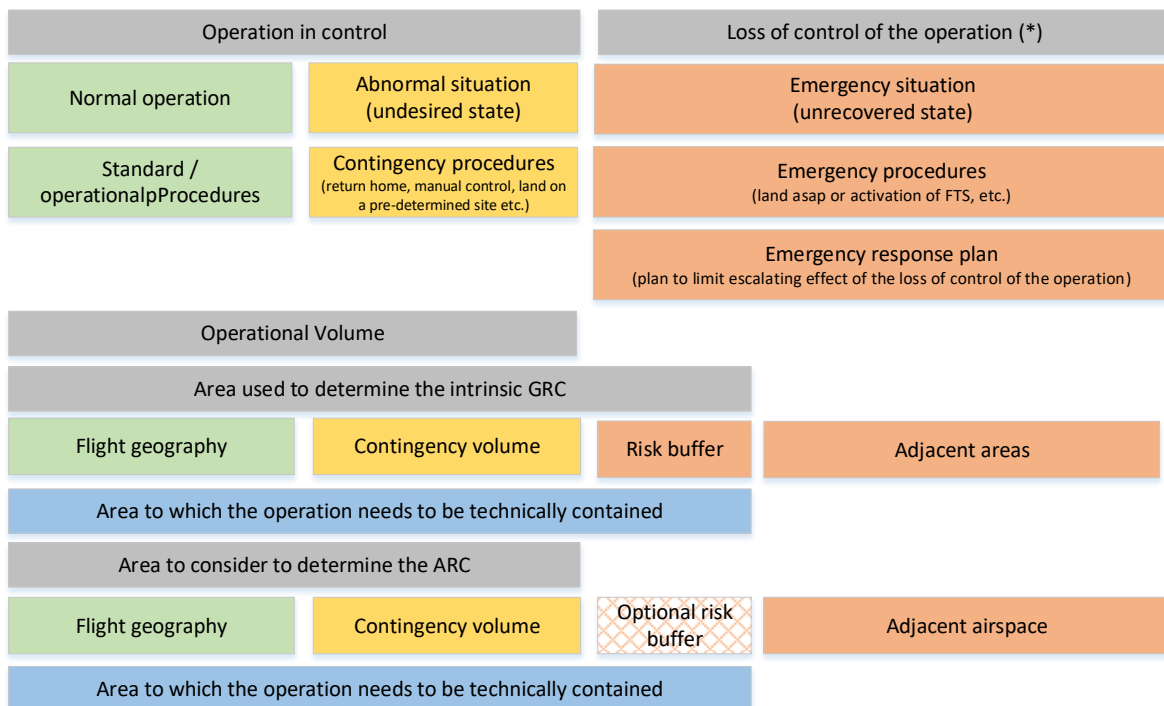 Operation in control
Loss of control of the operation (*)
Normal operation
Abnormal situation
(undesired state)
Emergency situation
(unrecovered state)
Standard /
operationalpProcedures
Contingency procedures
(return home, manual control, land on
a pre-determined site etc.)
Emergency procedures
(land asap or activation of FTS, etc.)
Emergency response plan
(plan to limit escalating effect of the loss of control of the operation)
Operational Volume
Area used to determine the intrinsic GRC
Flight geography
Contingency volume
Risk buffer
Adjacent areas
Area to which the operation needs to be technically contained
Area to consider to determine the ARC
Flight geography
Contingency volume
Optional risk
buffer
Adjacent airspace
Area to which the operation needs to be technically contained